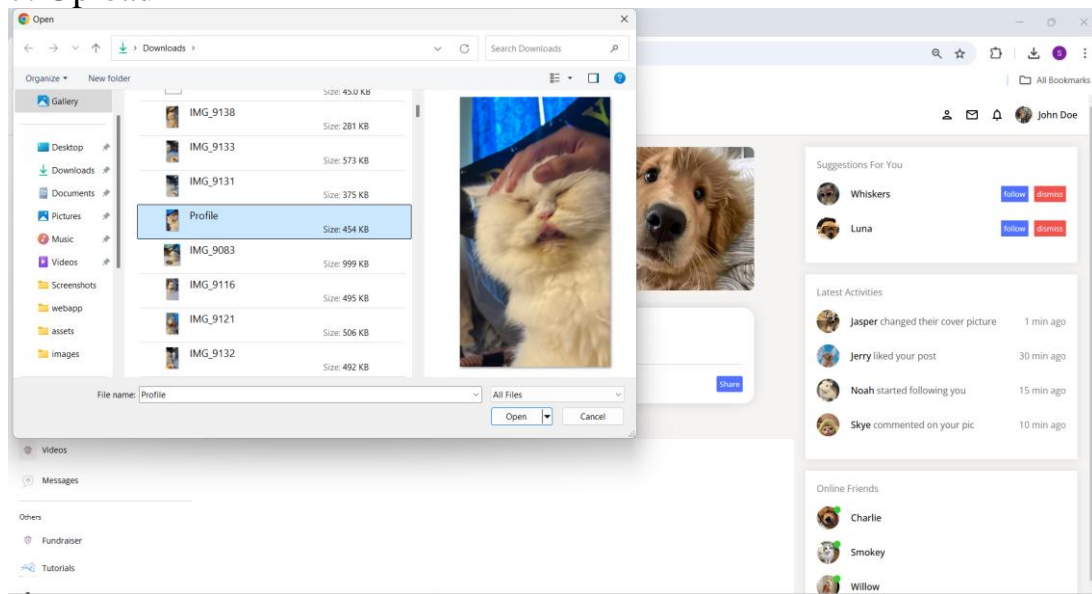 Open
Downloads
Search Downloads
Organize
New folder
All Bookmarks
Gallery
Desktop
Downloads
Documents
Pictures
Music
Videos
Screenshots
webapp
assets
images
Size: 45.0 KB
IMG_9138
Size: 281 KB
IMG_9133
Size: 573 KB
IMG_9131
Size: 375 KB
Profile
Size: 454 KB
IMG_9083
Size: 999 KB
IMG_9116
Size: 495 KB
IMG_9121
Size: 506 KB
IMG_9132
Size: 492 KB
File name: Profile
All Files
Open
Cancel
Videos
Messages
Others
Fundraiser
Tutorials
Share
S
John Doe
Suggestions For You
Whiskers follow dismiss
Luna follow dismiss
Latest Activities
Jasper changed their cover picture 1 min ago
Jerry liked your post 30 min ago
Noah started following you 15 min ago
Skye commented on your pic 10 min ago
Online Friends
Charlie
Smokey
Willow